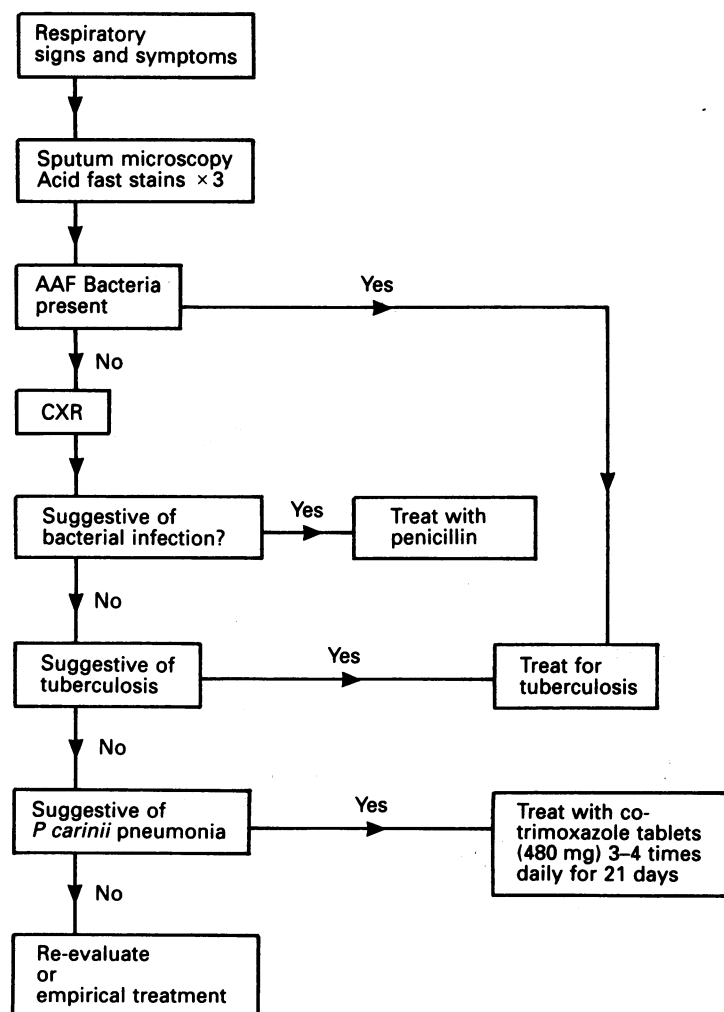 Respiratory
signs and symptoms
Sputum microscopy
Acid fast stains ×3
AAF Bacteria
present
Yes
No
CXR
Suggestive of
bacterial infection?
Yes
Treat with
penicillin
No
Suggestive of
tuberculosis
Yes
Treat for
tuberculosis
No
Suggestive of
P carinii pneumonia
Yes
Treat with co-
trimoxazole tablets
(480 mg) 3–4 times
daily for 21 days
No
Re-evaluate
or
empirical treatment